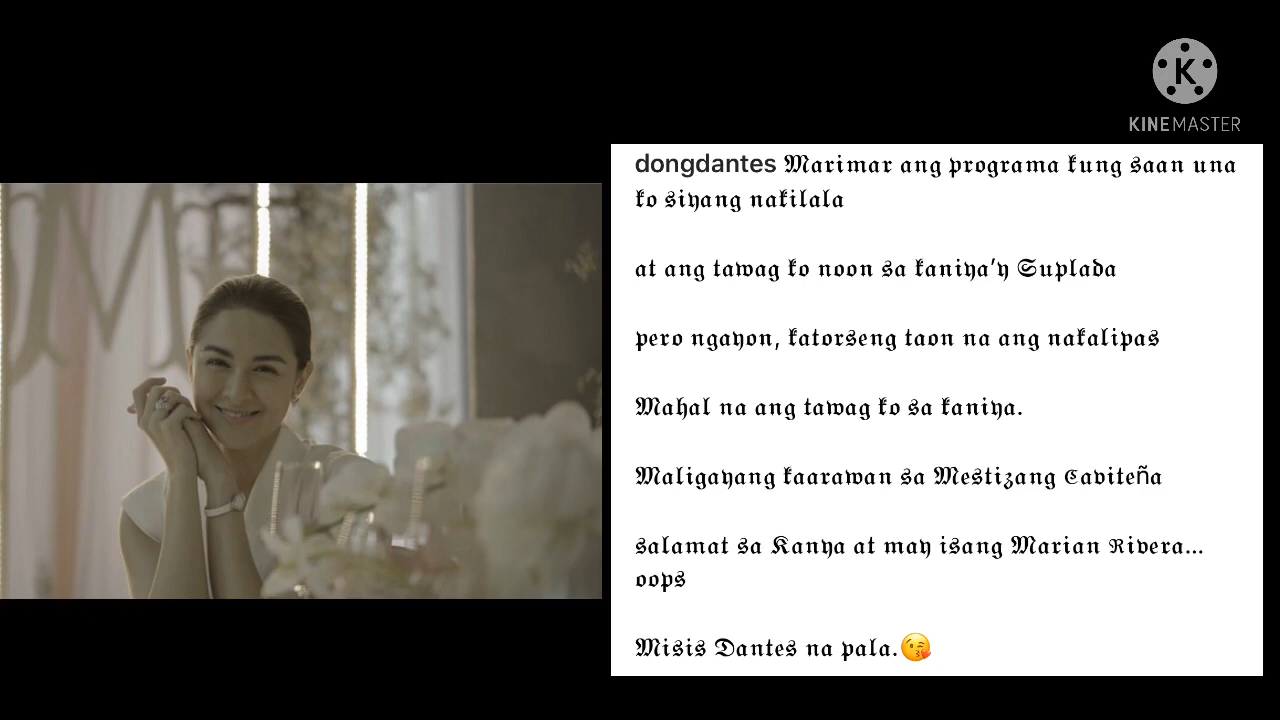 K
KINEMASTER
dongdantes Marimar ang programa kung saan una
ko siyang nakilala
at ang tawag ko noon sa kaniya'y Suplada
pero ngayon, katorseng taon na ang nakalipas
Mahal na ang tawag ko sa kaniya.
Maligayang kaarawan sa Mestizang Caviteña
salamat sa Kanya at may isang Marian Rivera...
oops
Misis Dantes na pala.😘